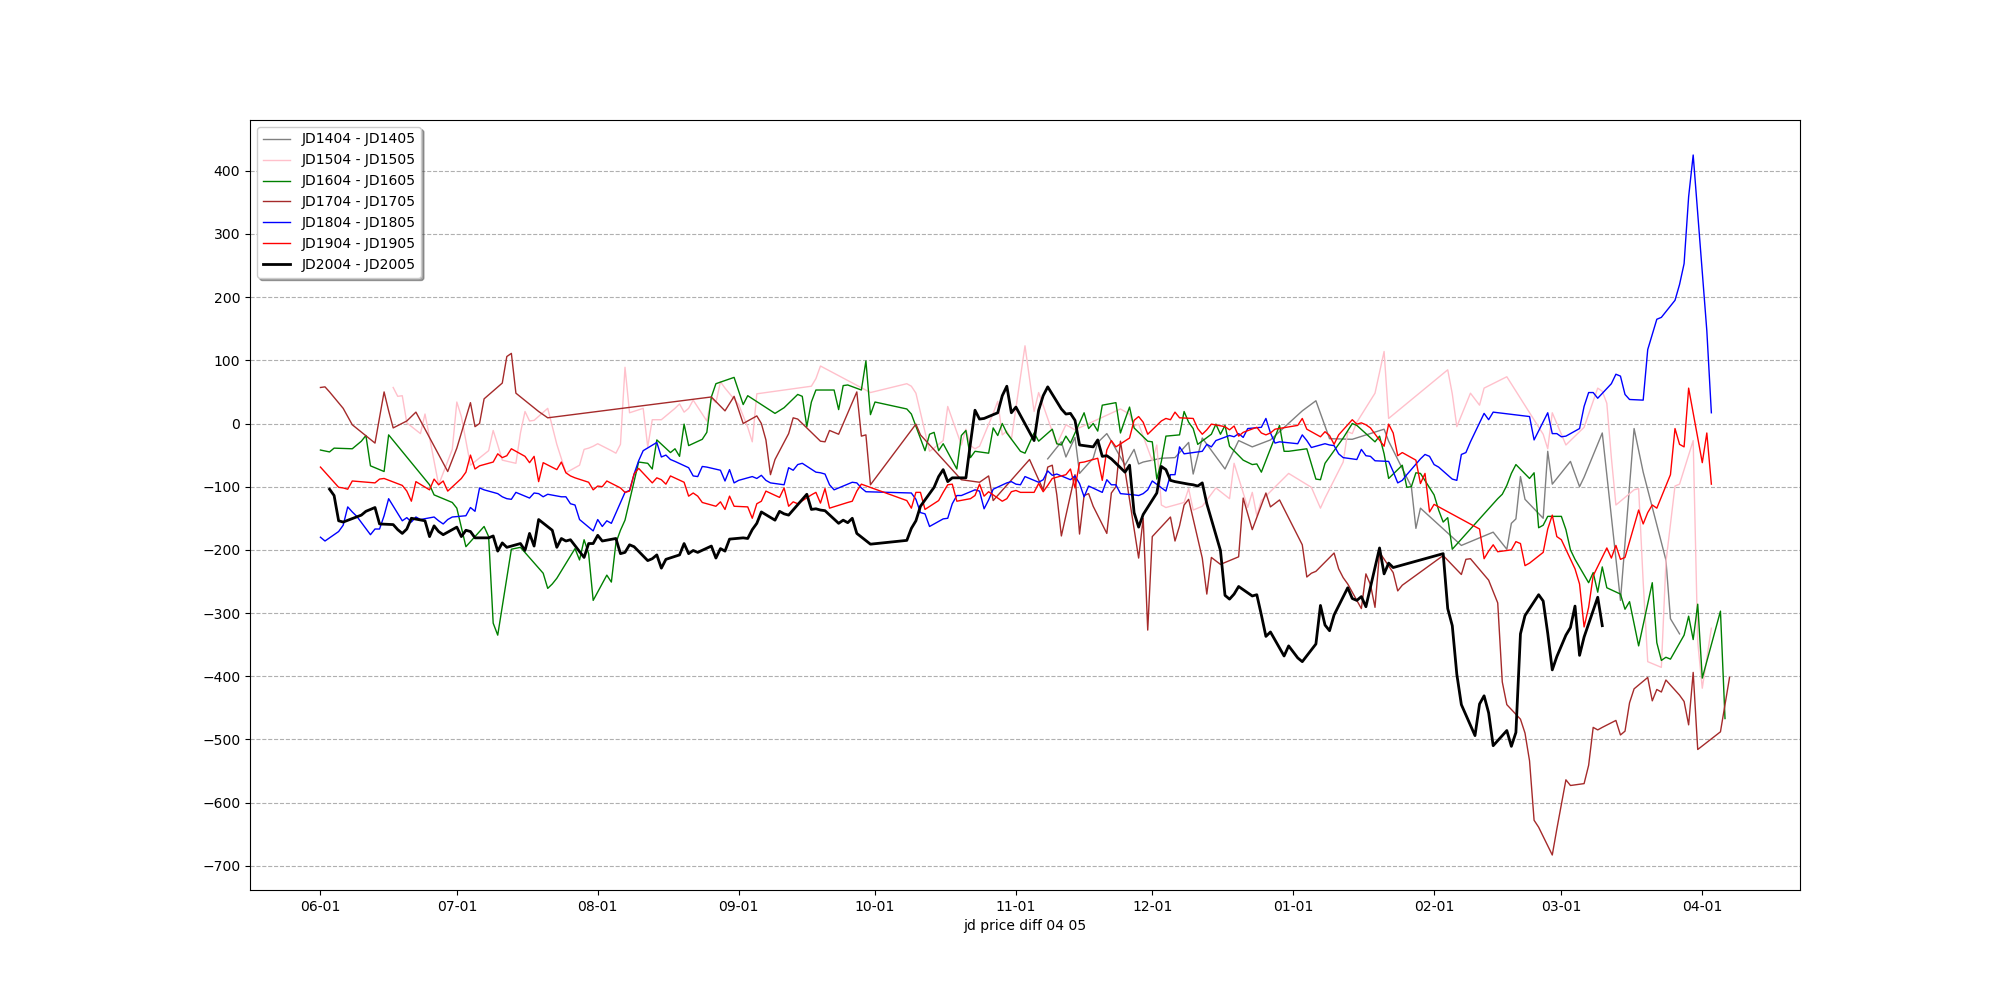 JD1404 - JD1405
JD1504 - JD1505
JD1604 - JD1605
JD1704 - JD1705
JD1804 - JD1805
JD1904 - JD1905
JD2004 - JD2005
400
300
200
100
0
−100
−200
−300
−400
−500
−600
−700
06-01 07-01 08-01 09-01 10-01 11-01 12-01 01-01 02-01 03-01 04-01
jd price diff 04 05